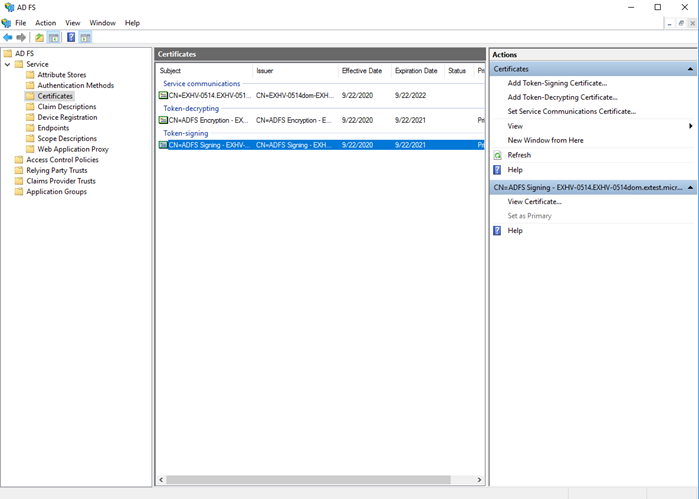 AD FS
File Action View Window Help
AD FS
Service
Attribute Stores
Authentication Methods
Certificates
Claim Descriptions
Device Registration
Endpoints
Scope Descriptions
Web Application Proxy
Access Control Policies
Relying Party Trusts
Claims Provider Trusts
Application Groups
Certificates
Subject Issuer Effective Date Expiration Date Status Pri
Service communications
CN=EXHV-0514.EXHV-051... CN=EXHV-0514dom-EXH... 9/22/2020 9/22/2022
Token-decrypting
CN=ADFS Encryption - EX... CN=ADFS Encryption - E... 9/22/2020 9/22/2021 Pri
Token-signing
CN=ADFS Signing - EXHV-... CN=ADFS Signing - EXH... 9/22/2020 9/22/2021 Pri
Actions
Certificates
Add Token-Signing Certificate...
Add Token-Decrypting Certificate...
Set Service Communications Certificate...
View
New Window from Here
Refresh
Help
CN=ADFS Signing - EXHV-0514.EXHV-0514dom.extest.micr...
View Certificate...
Set as Primary
Help